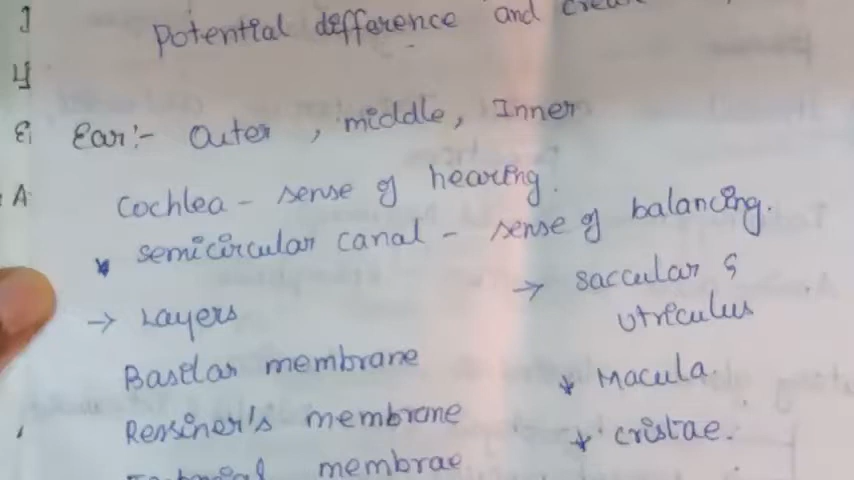 Potential difference and
Ear:- Outer, middle, Inner
Cochlea - sense of hearing.
* semicircular canal - sense of balancing.
→ saccular &
utriculus
→ Layers
Basilar membrane
* Macula.
Reisiner's membrane
* cristae.
membrae